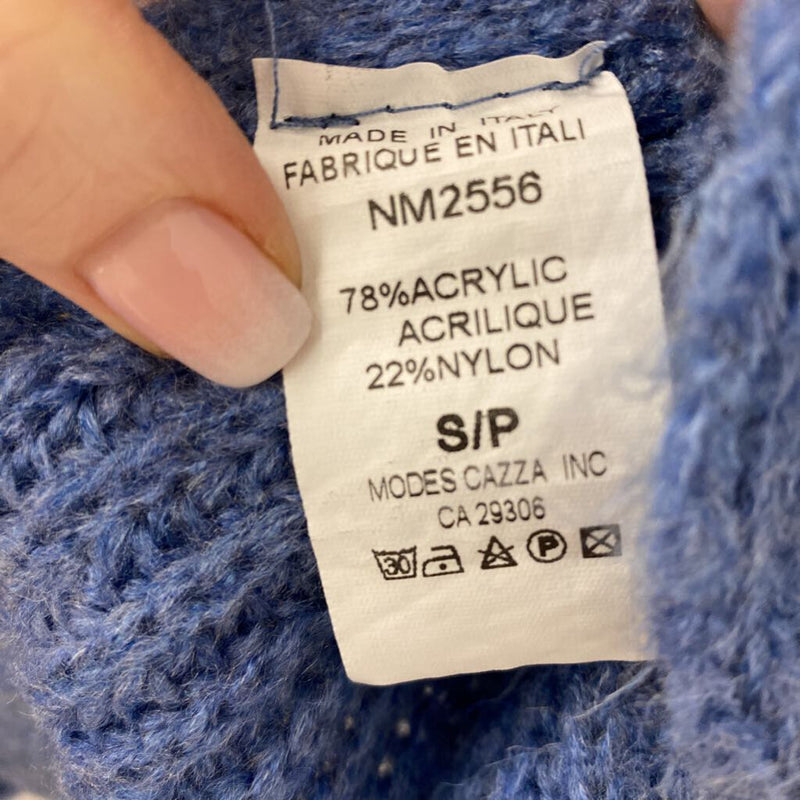 MADE IN ITALY
FABRIQUE EN ITALI
NM2556
78%ACRYLIC
ACRILIQUE
22%NYLON
S/P
MODES CAZZA INC
CA 29306
30 P